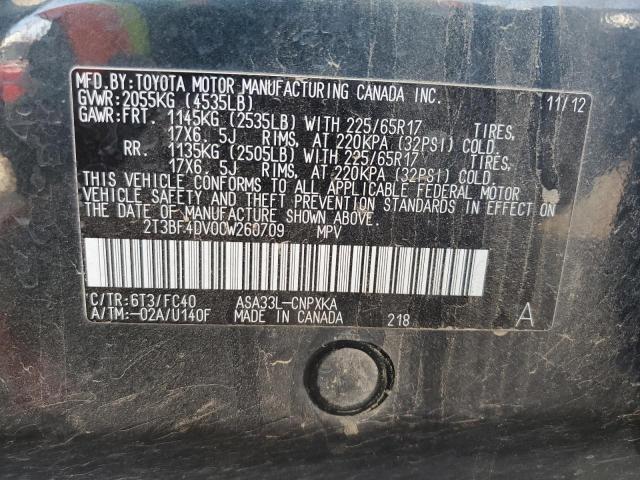 MFD.BY:TOYOTA MOTOR MANUFACTURING CANADA INC. 11/12
GVWR:2055KG (4535LB)
GAWR:FRT. 1145KG (2535LB) WITH 225/65R17 TIRES,
17X6.5J RIMS, AT 220KPA (32PSI) COLD.
RR. 1135KG (2505LB) WITH 225/65R17 TIRES,
17X6.5J RIMS, AT 220KPA (32PSI) COLD.
THIS VEHICLE CONFORMS TO ALL APPLICABLE FEDERAL MOTOR
VEHICLE SAFETY AND THEFT PREVENTION STANDARDS IN EFFECT ON
THE DATE OF MANUFACTURE SHOWN ABOVE.
2T3BF4DV0CW260709 MPV
C/TR:6T3/FC40 ASA33L-CNPXKA
A/TM:-02A/U140F MADE IN CANADA 218 A